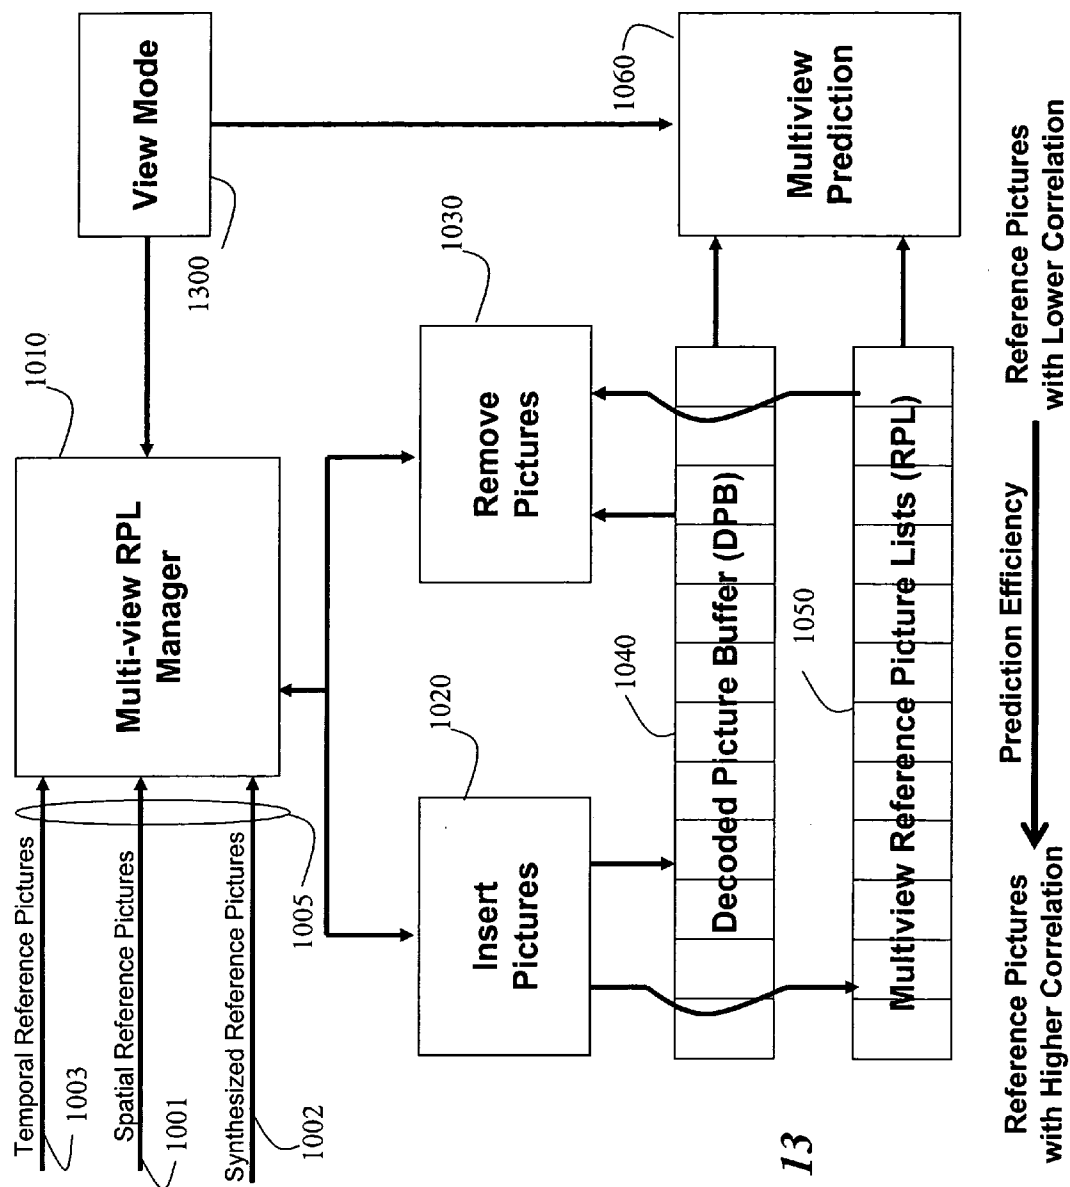 Temporal Reference Pictures
1003
Spatial Reference Pictures
1001
Synthesized Reference Pictures
1002
1005
Multi-view RPL
Manager
1010
View Mode
1300
Insert
Pictures
1020
Remove
Pictures
1030
Decoded Picture Buffer (DPB)
1040
Multiview Reference Picture Lists (RPL)
1050
Multiview
Prediction
1060
Reference Pictures
with Higher Correlation
Prediction Efficiency
Reference Pictures
with Lower Correlation
13